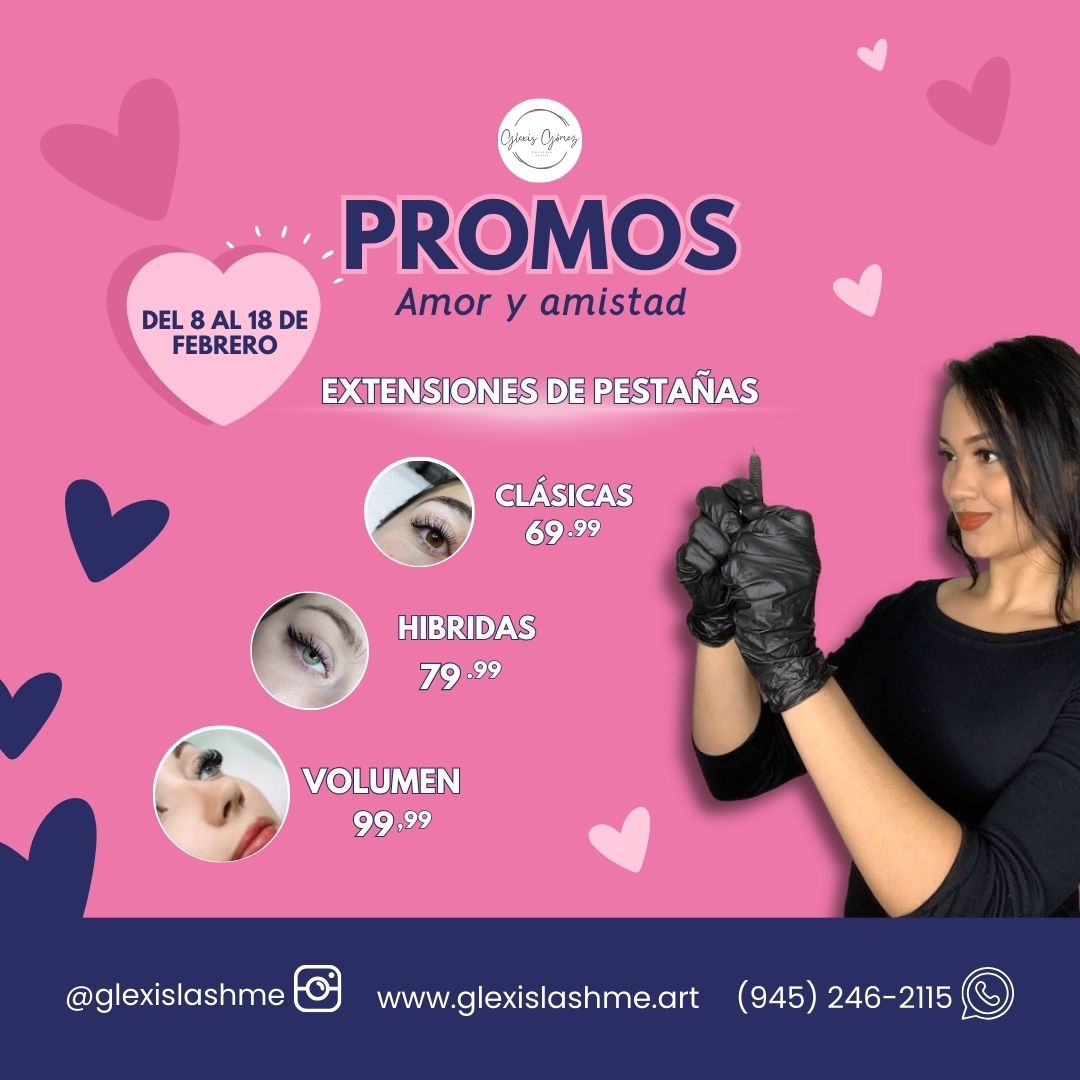 Glexis Gómez
PROMOS
Amor y amistad
DEL 8 AL 18 DE
FEBRERO
EXTENSIONES DE PESTAÑAS
CLÁSICAS
69.99
HIBRIDAS
79.99
VOLUMEN
99,99
@glexislashme
www.glexislashme.art
(945) 246-2115